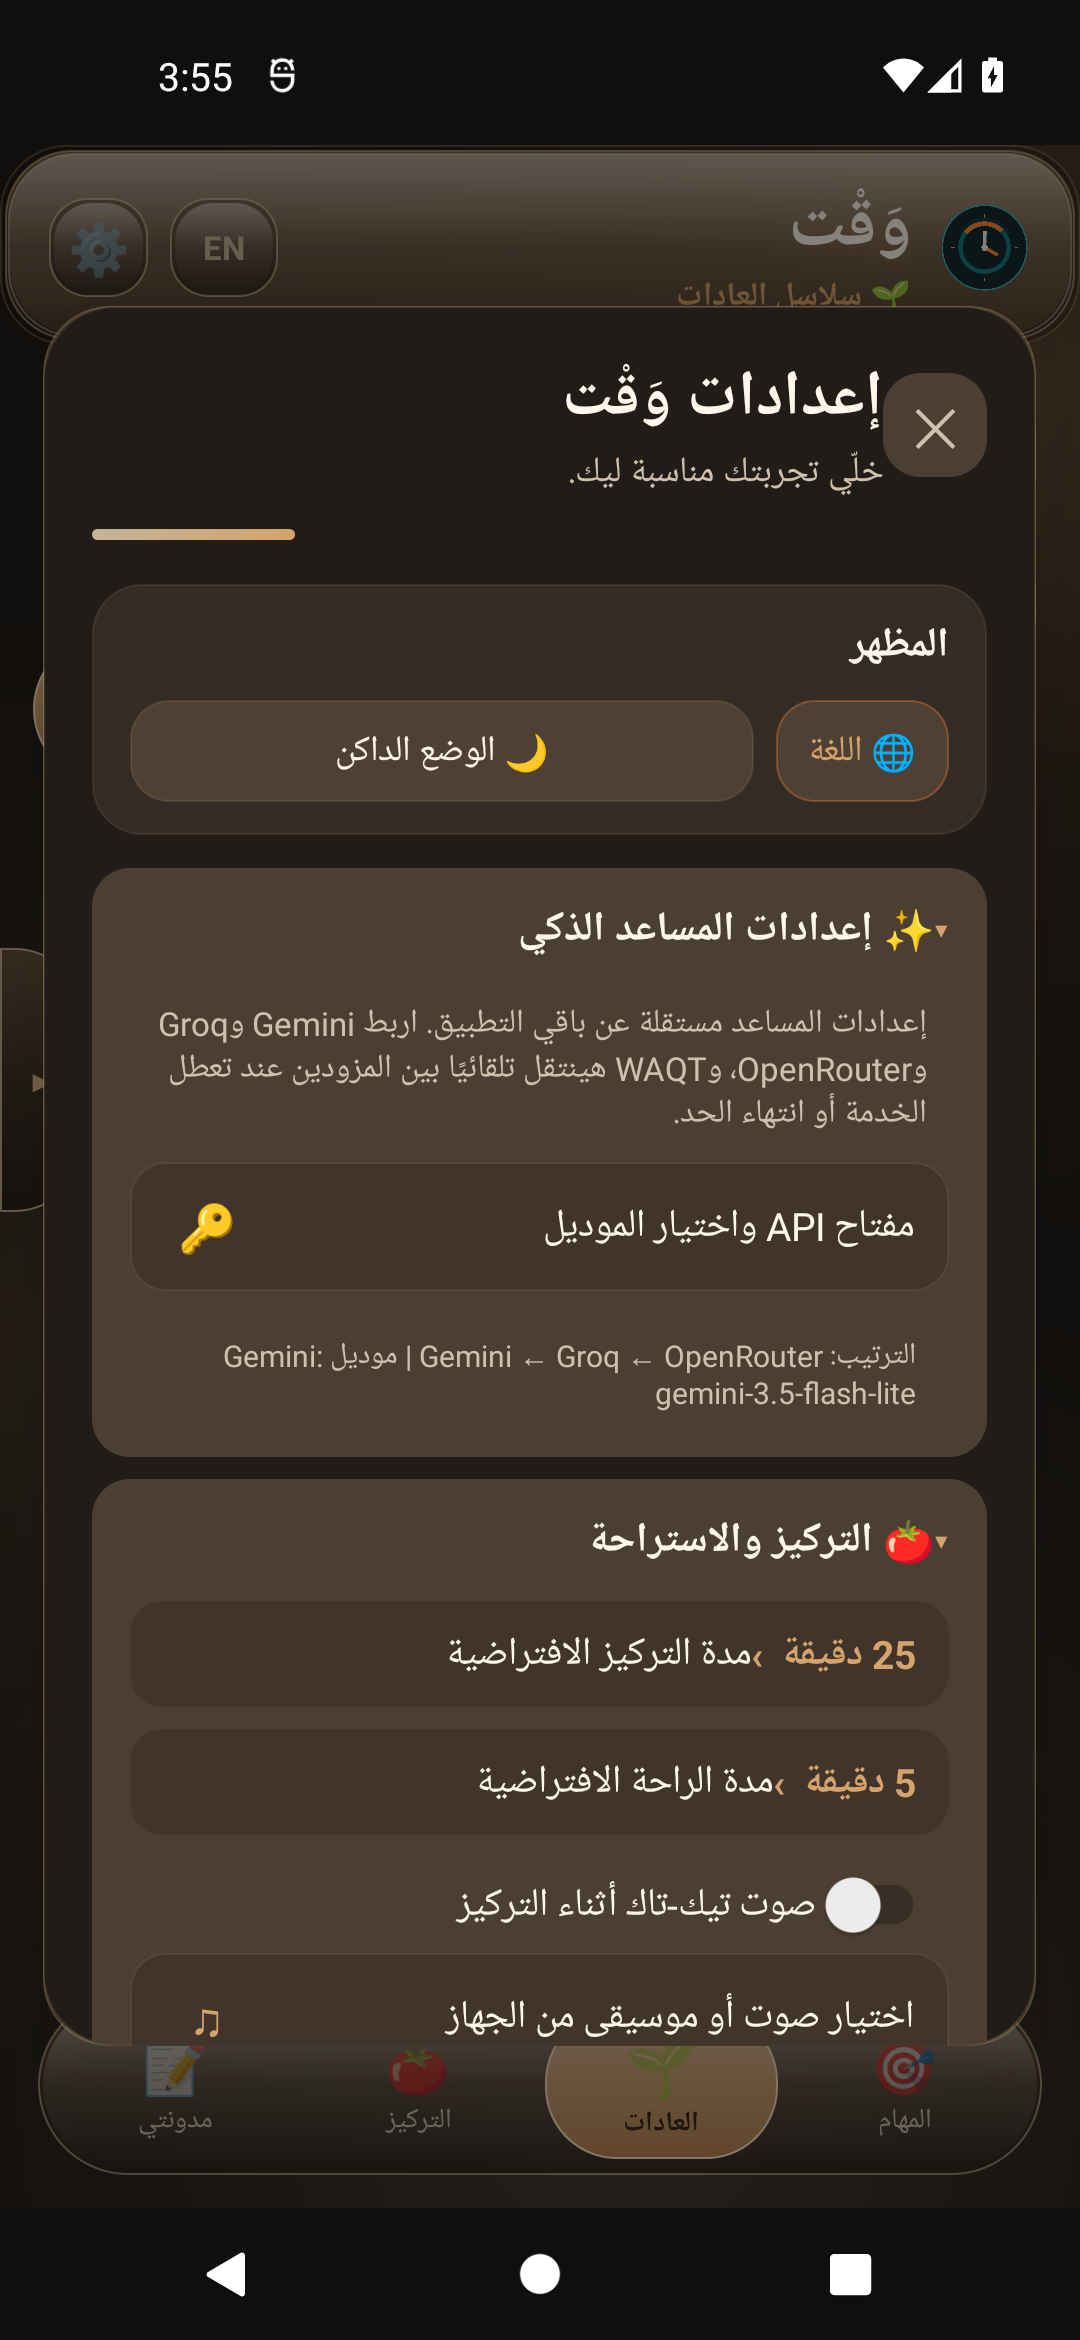 3:55
وَقْت
EN
🌱 سلاسل العادات
إعدادات وَقْت
خلّي تجربتك مناسبة ليك.
المظهر
🌐 اللغة
🌙 الوضع الداكن
✨ إعدادات المساعد الذكي
إعدادات المساعد مستقلة عن باقي التطبيق. اربط Gemini وGroq
وOpenRouter، وWAQT هينتقل تلقائيًا بين المزودين عند تعطل
الخدمة أو انتهاء الحد.
مفتاح API واختيار الموديل
الترتيب: Gemini ← Groq ← OpenRouter | موديل Gemini:
gemini-3.5-flash-lite
🍅 التركيز والاستراحة
25 دقيقة ›
مدة التركيز الافتراضية
5 دقيقة ›
مدة الراحة الافتراضية
صوت تيك-تاك أثناء التركيز
اختيار صوت أو موسيقى من الجهاز
المهام
العادات
التركيز
مدونتي